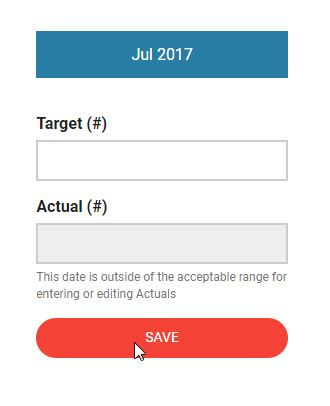 Jul 2017
Target (#)
Actual (#)
This date is outside of the acceptable range for
entering or editing Actuals
SAVE